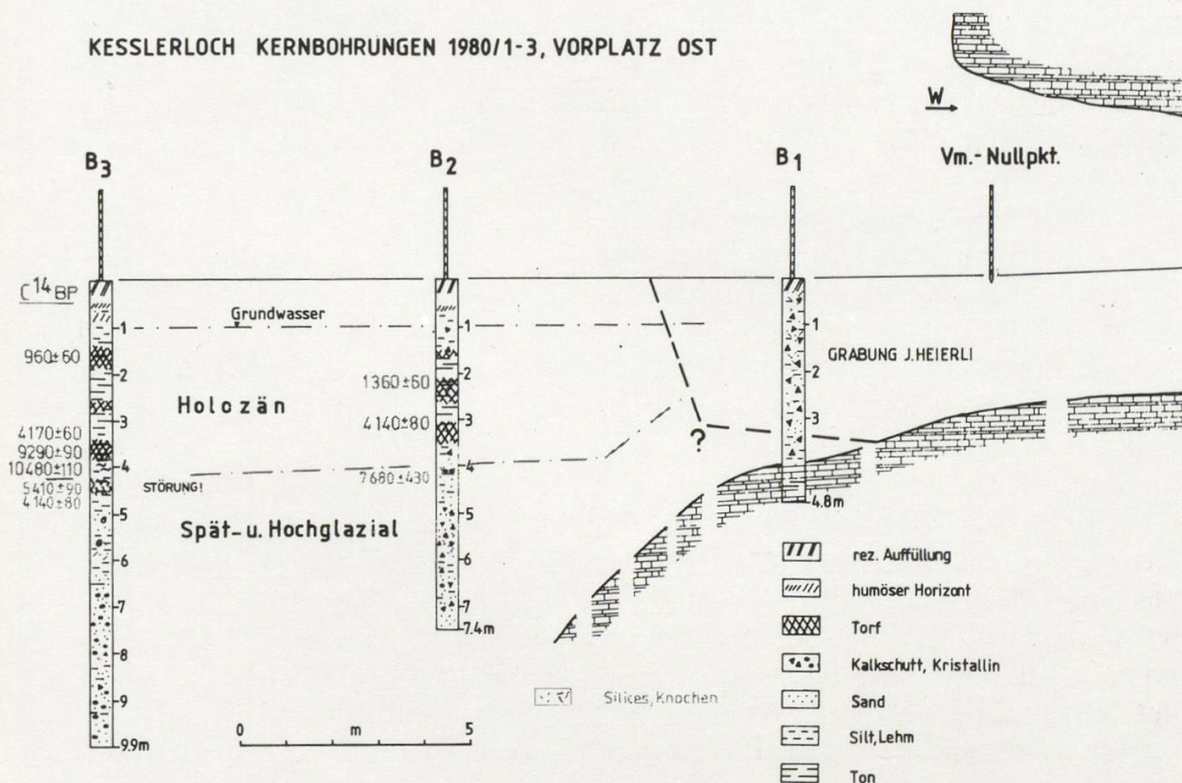 KESSLERLOCH KERNBOHRUNGEN 1980/1-3, VORPLATZ OST
W
B3
B2
B1
Vm.-Nullpkt.
C14 BP
Grundwasser
1
1
1
960±60
GRABUNG J.HEIERLI
2
1360±60
2
2
Holozän
3
4140±80
3
3
4170±60
?
9290±90
10480±110
4
7680±430
4
5410±90
STÖRUNG!
4140±80
4.8m
5
5
Spät-u. Hochglazial
6
6
rez. Auffüllung
humöser Horizont
7
7
7.4m
Torf
8
Kalkschutt, Kristallin
9
Silices, Knochen
Sand
0 m 5
9.9m
Silt, Lehm
Ton